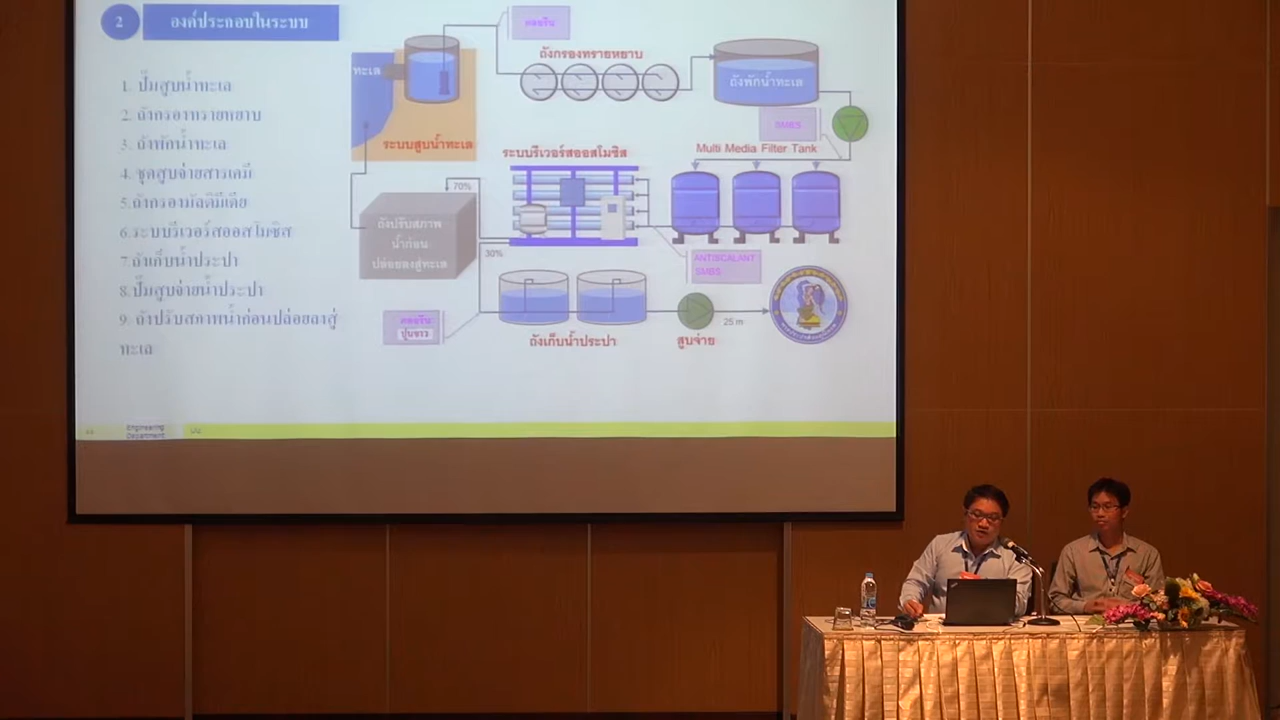 2 องค์ประกอบในระบบ
1. ปั๊มสูบน้ำทะเล
2. ถังกรองทรายหยาบ
3. ถังพักน้ำทะเล
4. ชุดสูบจ่ายสารเคมี
5.ถังกรองมัลติมีเดีย
6.ระบบรีเวอร์สออสโมซิส
7.ถังเก็บน้ำประปา
8.ปั๊มสูบจ่ายน้ำประปา
9. ถังปรับสภาพน้ำก่อนปล่อยลงสู่
ทะเล
ทะเล
ระบบสูบน้ำทะเล
คลอรีน
ถังกรองทรายหยาบ
ถังพักน้ำทะเล
SMBS
Multi Media Filter Tank
ระบบรีเวอร์สออสโมซิส
70%
30%
ถังปรับสภาพ
น้ำก่อน
ปล่อยลงสู่ทะเล
ANTISCALANT
SMBS
คลอรีน
ปูนขาว
ถังเก็บน้ำประปา
สูบจ่าย
25 m
Engineering
Department